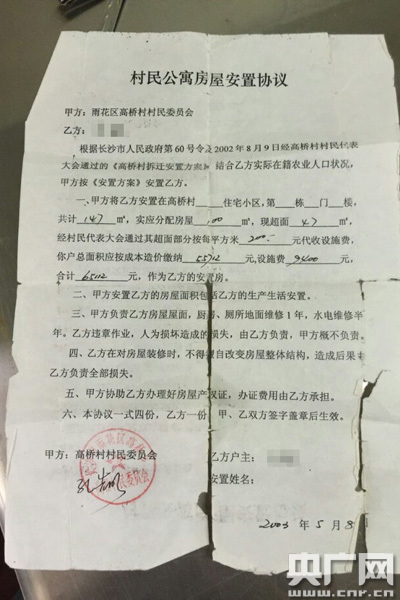 村民公寓房屋安置协议
甲方：雨花区高桥村村民委员会
乙方：
根据长沙市人民政府第60号令及2002年8月9日经高桥村村民代表
大会通过的《高桥村拆迁安置方案》结合乙方实际在籍农业人口状况，
甲方按《安置方案》安置乙方。
一、甲方将乙方安置在高桥村 住宅小区，第 栋 门 楼，
共计147㎡，实应分配房屋100㎡，现超面47㎡，
经村民代表大会通过其超面部分按每平方米200元代收设施费，
你户总面积应按成本造价缴纳55712元，设施费9400元，
合计65112元，作为乙方的安置房。
二、甲方安置乙方的房屋面积包括乙方的生产生活安置。
三、甲方负责乙方房屋屋面，厨房、厕所地面维修1年，水电维修半
年。乙方违章作业，人为损坏造成的损失，由乙方负责，甲方概不负责。
四、乙方在对房屋装修时，不得擅自改变房屋整体结构，造成后果由
乙方负责全部损失。
五、甲方协助乙方办理好房屋产权证，办证费用由乙方承担。
六、本协议一式四份，乙方一份，甲、乙双方签字盖章后生效。
甲方：高桥村村民委员会
乙方户主：
安置姓名：
2003年5月8
央广网
www.cnr.cn